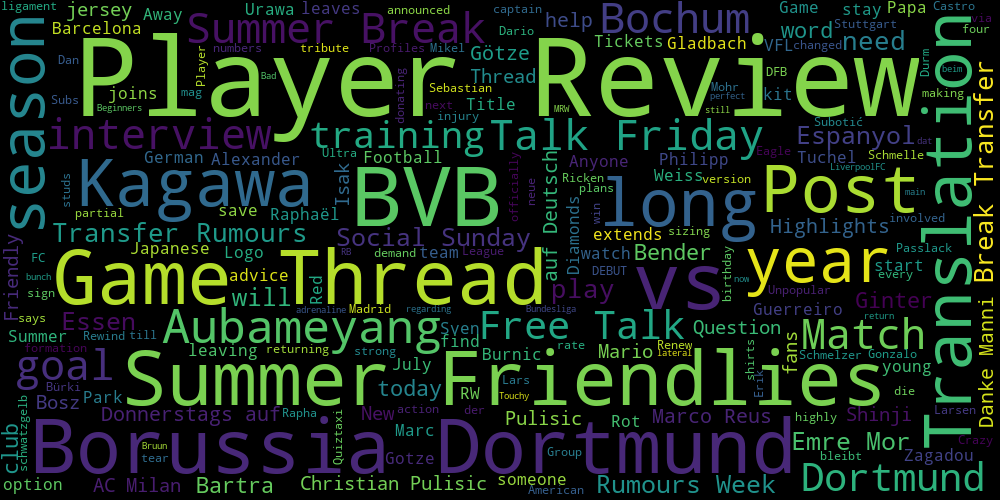 ligament
jersey
Away
Urawa
leaves
announced
captain
Game
stay
Papa
Castro
via
Barcelona
Summer Break
numbers
tribute
Mikel
Dario
help
Bochum
word
Stuttgart
four
season
Dan
Player Review
Player
Profiles
Götze
Tickets
Gladbach
VFL
changed
need
Durm
Subs
joins
Bad
Sebastian
Thread
DFB
making
Beginners
mag
donating
next
Title
MRW
Mohr
perfect
still
kit
beim
interview
training
injury
Talk Friday
Subotić
Espanyol
dat
German
Alexander
Ultra
Football
auf Deutsch
Anyone
Philipp
Eagle
Tuchel
Schmelle
Kagawa
Isak
BVB
officially
Ricken
Weiss
version
LiverpoolFC
long
Post
main
studs
partial
save
Raphaël
neue
plans
win
sizing
Highlights
involved
Translation
Transfer Rumours
Social Sunday
Diamonds
extends
Friendly
Japanese
Logo
RB
demand
team
League
watch
Bender
birthday
Passlack
start
every
FC
Game Thread
advice
DEBUT
vs
year
now
Unpopular
bunch
sign
will
Red
adrenaline
Madrid
regarding
Bundesliga
play
Guerreiro
Ginter
return
says
Essen
Aubameyang
Sven
Free Talk
Question
Match
Summer
Rewind
till
find
fans
formation
leaving
returning
strong
July
Burnic
rate
Mario
Renew
lateral
shirts
Schmelzer
Gonzalo
young
goal
Bürki
Summer Friendlies
today
RW
Lars
Touchy
Erik
die
Bosz
Park
Danke Manni Break Transfer
Donnerstags auf
Rapha
New
action
der
Pulisic
Rot
Marco Reus
highly
Shinji
Larsen
club
schwatzgelb
Borussia Dortmund
Bruun
tear
Quiztaxi
Marc
Gotze
Group
Emre Mor
bleibt
Zagadou
Crazy
option
AC Milan
Bartra
Christian Pulisic
someone
American
Rumours Week
Dortmund